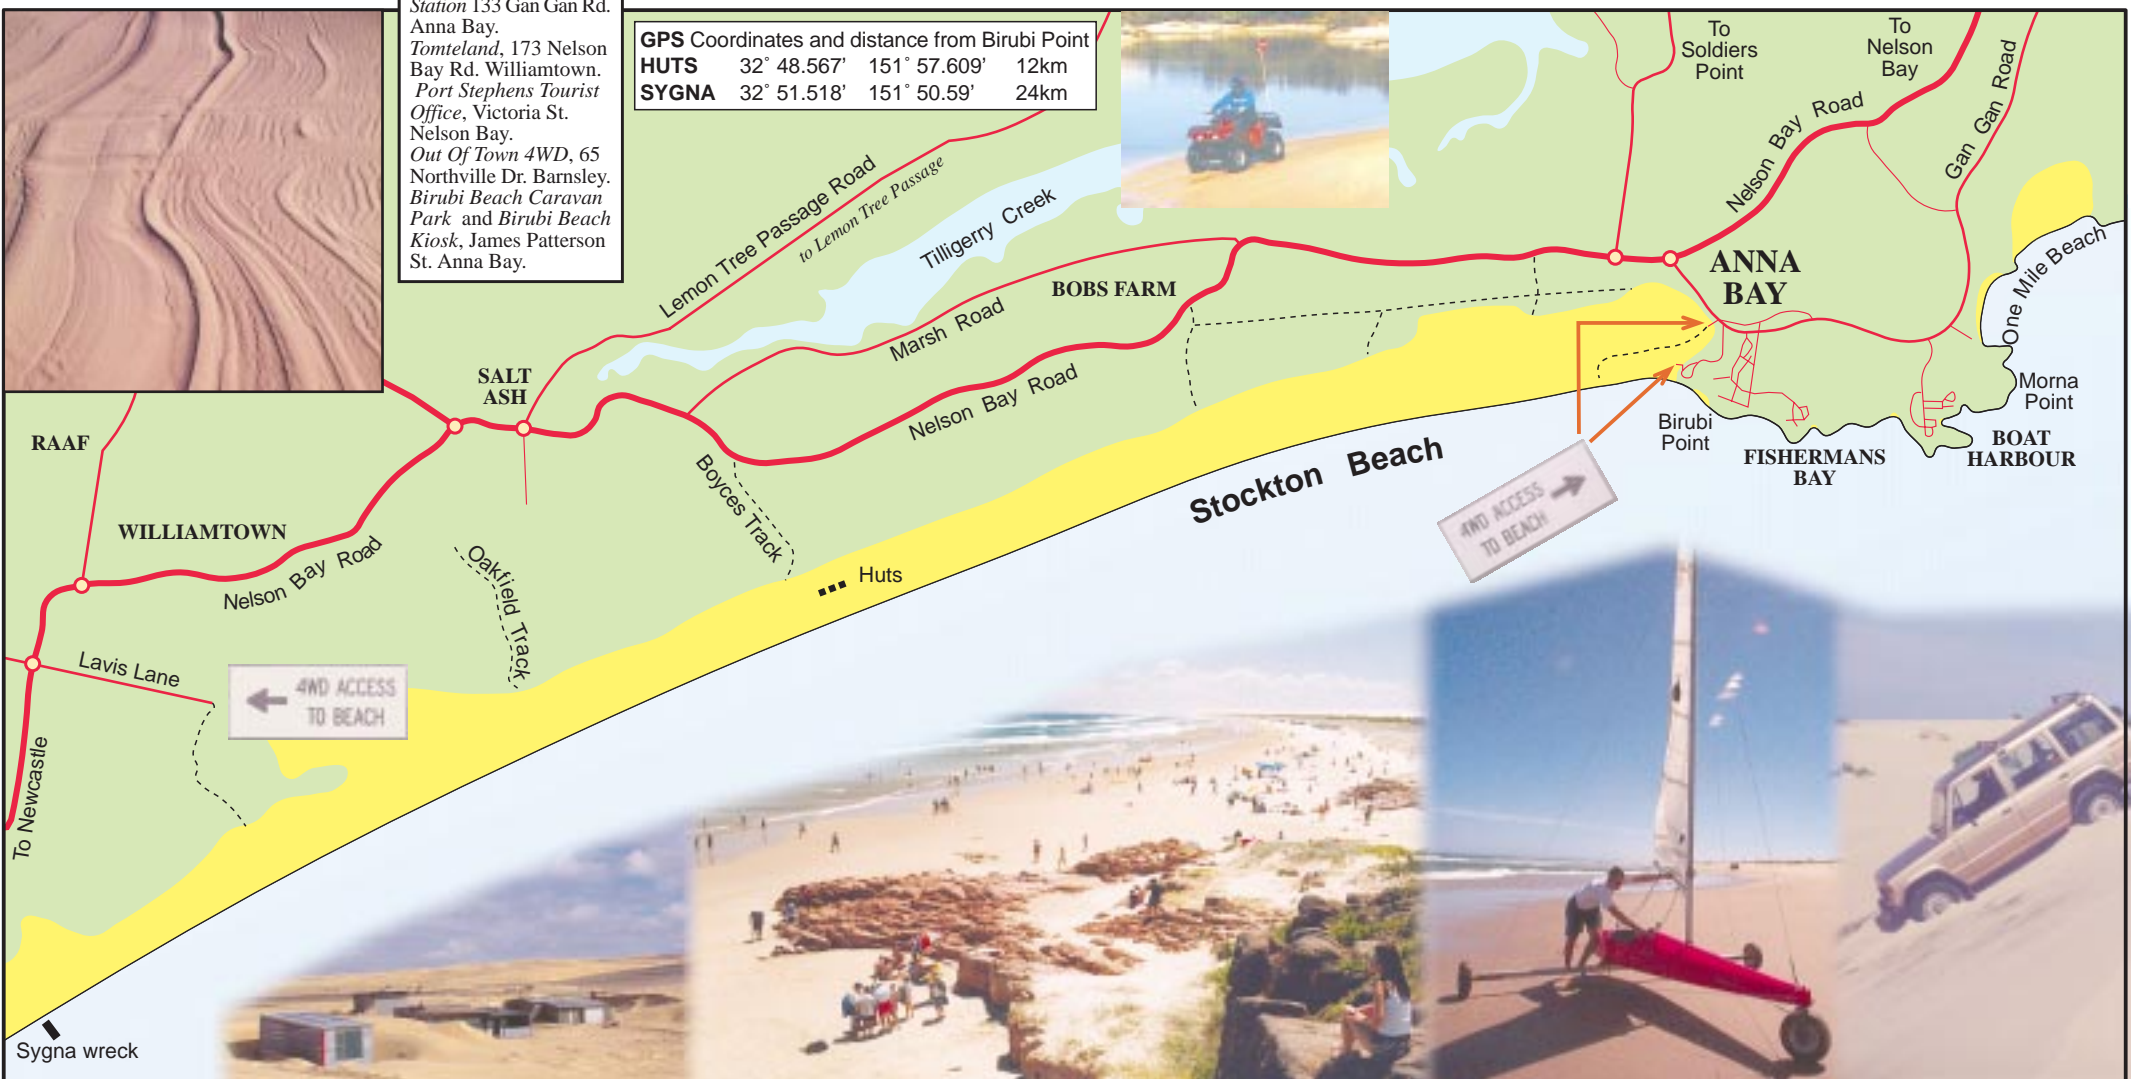 Station 133 Gan Gan Rd.
Anna Bay.
Tomteland, 173 Nelson
Bay Rd. Williamtown.
Port Stephens Tourist
Office, Victoria St.
Nelson Bay.
Out Of Town 4WD, 65
Northville Dr. Barnsley.
Birubi Beach Caravan
Park and Birubi Beach
Kiosk, James Patterson
St. Anna Bay.
GPS Coordinates and distance from Birubi Point
HUTS 32° 48.567' 151° 57.609' 12km
SYGNA 32° 51.518' 151° 50.59' 24km
To
Soldiers
Point
To
Nelson
Bay
Nelson Bay Road
Gan Gan Road
Lemon Tree Passage Road
to Lemon Tree Passage
Tilligerry Creek
Marsh Road
BOBS FARM
Nelson Bay Road
ANNA
BAY
One Mile Beach
Morna
Point
BOAT
HARBOUR
FISHERMANS
BAY
Birubi
Point
4WD ACCESS
TO BEACH
Stockton Beach
SALT
ASH
RAAF
WILLIAMTOWN
Nelson Bay Road
Boyces Track
Oakfield Track
Huts
Lavis Lane
4WD ACCESS
TO BEACH
To Newcastle
Sygna wreck